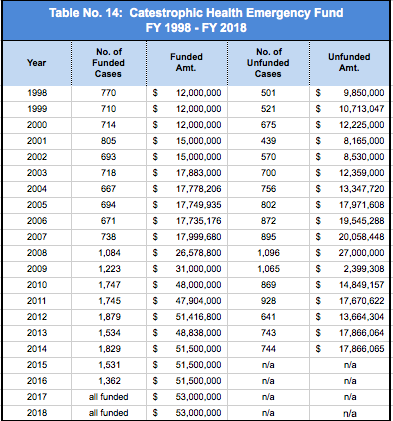 Table No. 14: Catestrophic Health Emergency Fund
FY 1998 - FY 2018
Year No. of Funded Cases Funded Amt. No. of Unfunded Cases Unfunded Amt.
1998 770 $ 12,000,000 501 $ 9,850,000
1999 710 $ 12,000,000 521 $ 10,713,047
2000 714 $ 12,000,000 675 $ 12,225,000
2001 805 $ 15,000,000 439 $ 8,165,000
2002 693 $ 15,000,000 570 $ 8,530,000
2003 718 $ 17,883,000 700 $ 12,359,000
2004 667 $ 17,778,206 756 $ 13,347,720
2005 694 $ 17,749,935 802 $ 17,971,608
2006 671 $ 17,735,176 872 $ 19,545,288
2007 738 $ 17,999,680 895 $ 20,058,448
2008 1,084 $ 26,578,800 1,096 $ 27,000,000
2009 1,223 $ 31,000,000 1,065 $ 2,399,308
2010 1,747 $ 48,000,000 869 $ 14,849,157
2011 1,745 $ 47,904,000 928 $ 17,670,622
2012 1,879 $ 51,416,800 641 $ 13,664,304
2013 1,534 $ 48,838,000 743 $ 17,866,064
2014 1,829 $ 51,500,000 744 $ 17,866,065
2015 1,531 $ 51,500,000 n/a n/a
2016 1,362 $ 51,500,000 n/a n/a
2017 all funded $ 53,000,000 n/a n/a
2018 all funded $ 53,000,000 n/a n/a